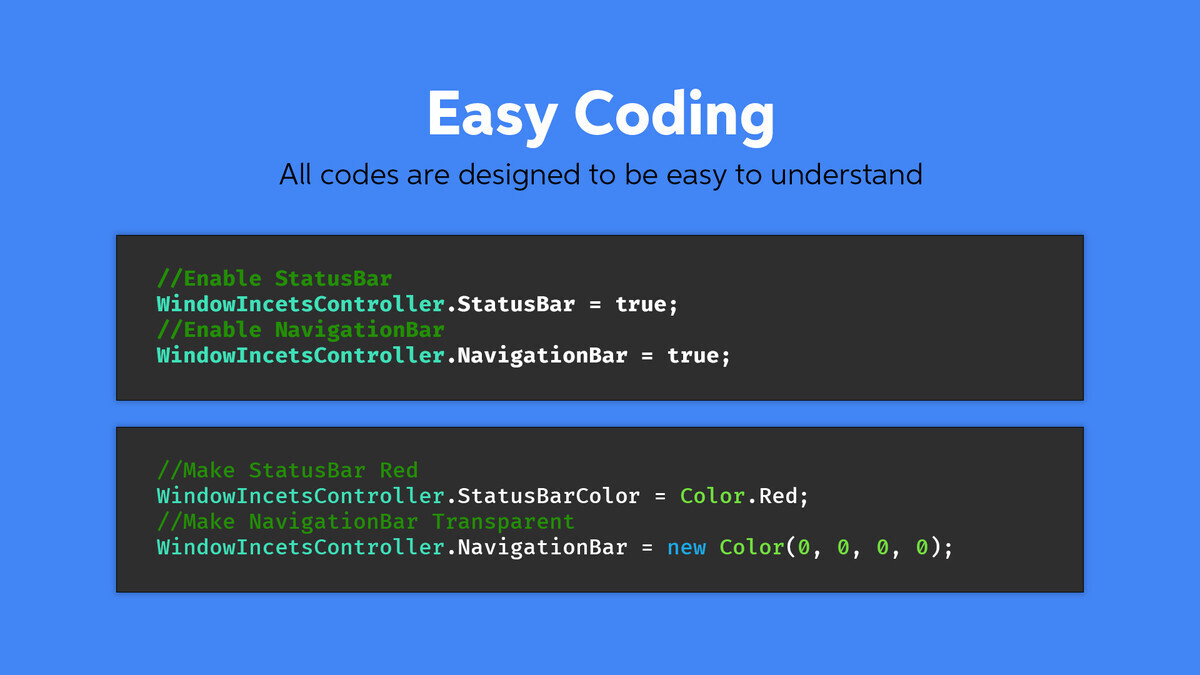 Easy Coding
All codes are designed to be easy to understand
//Enable StatusBar
WindowIncetsController.StatusBar = true;
//Enable NavigationBar
WindowIncetsController.NavigationBar = true;
//Make StatusBar Red
WindowIncetsController.StatusBarColor = Color.Red;
//Make NavigationBar Transparent
WindowIncetsController.NavigationBar = new Color(0, 0, 0, 0);